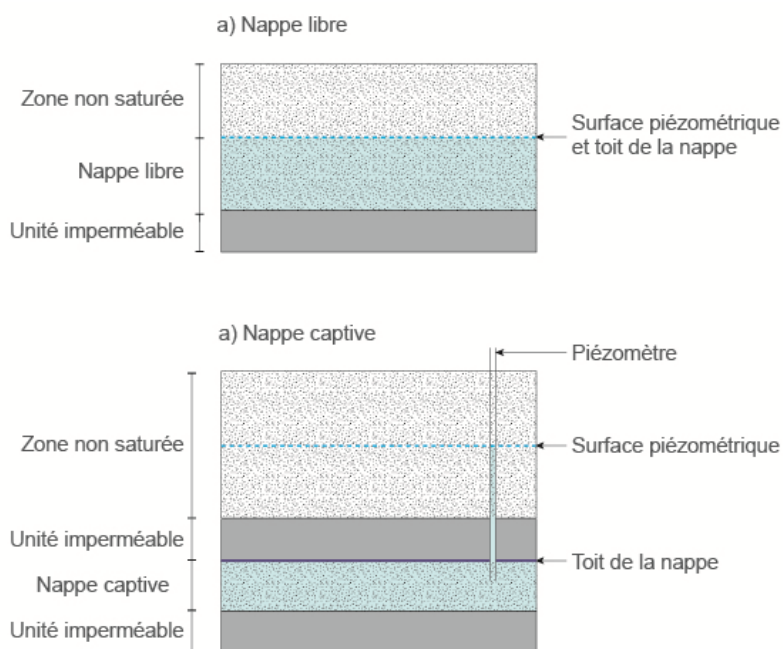 a) Nappe libre
Zone non saturée
Surface piézométrique
et toit de la nappe
Nappe libre
Unité imperméable
a) Nappe captive
Piézomètre
Zone non saturée
Surface piézométrique
Unité imperméable
Toit de la nappe
Nappe captive
Unité imperméable